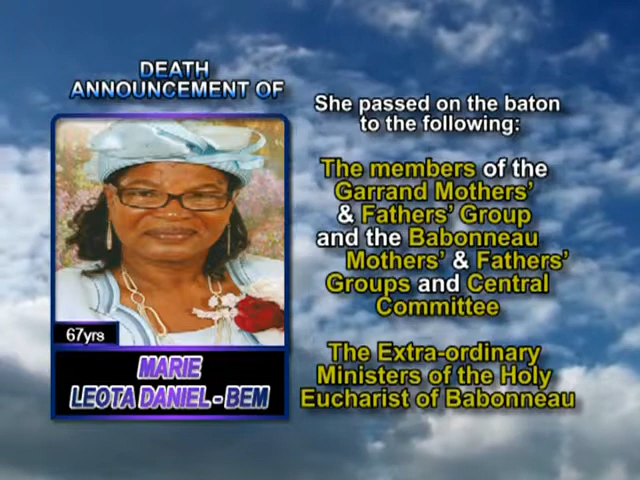 DEATH
ANNOUNCEMENT OF
67yrs
MARIE
LEOTA DANIEL - BEM
She passed on the baton
to the following:
The members of the
Garrand Mothers'
& Fathers' Group
and the Babonneau
Mothers' & Fathers'
Groups and Central
Committee
The Extra-ordinary
Ministers of the Holy
Eucharist of Babonneau